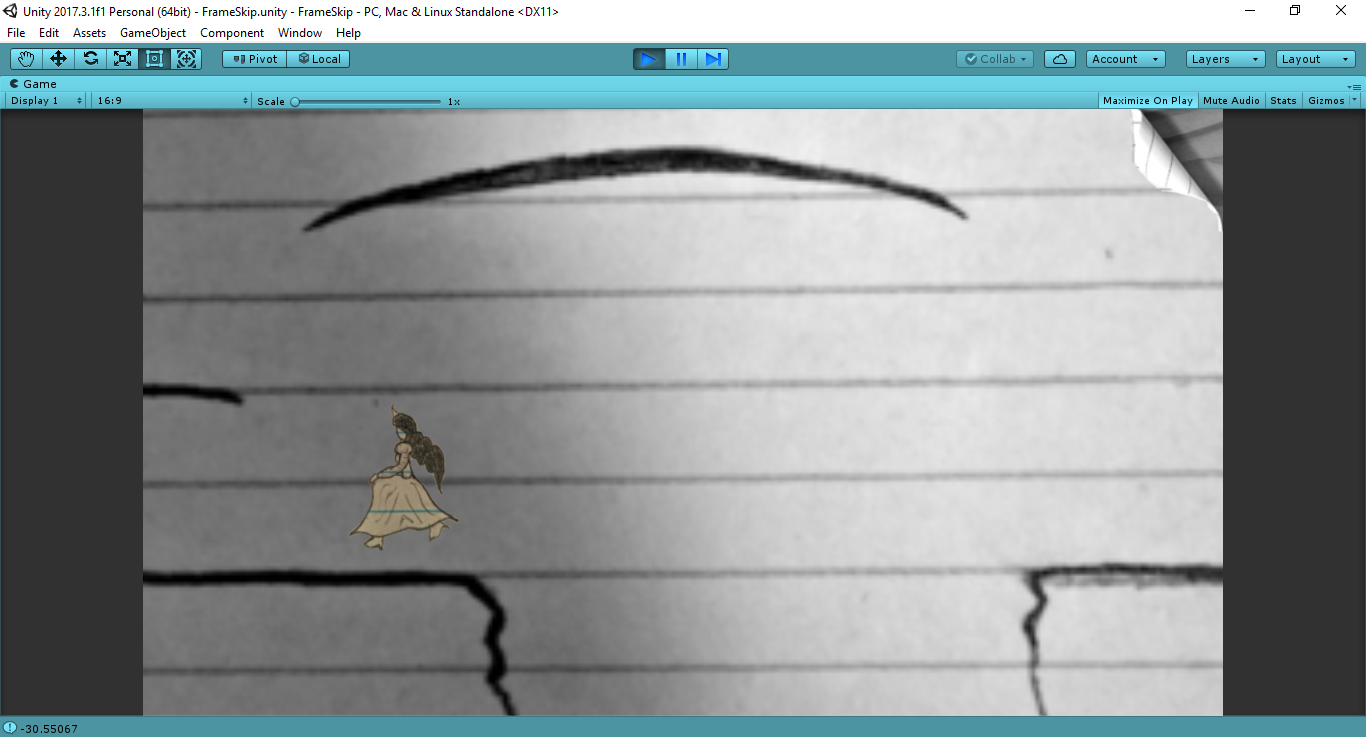 Unity 2017.3.1f1 Personal (64bit) - FrameSkip.unity - FrameSkip - PC, Mac & Linux Standalone <DX11>
File Edit Assets GameObject Component Window Help
Pivot Local Collab Account Layers Layout
Game
Display 1 16:9 Scale 1x Maximize On Play Mute Audio Stats Gizmos
-30.55067